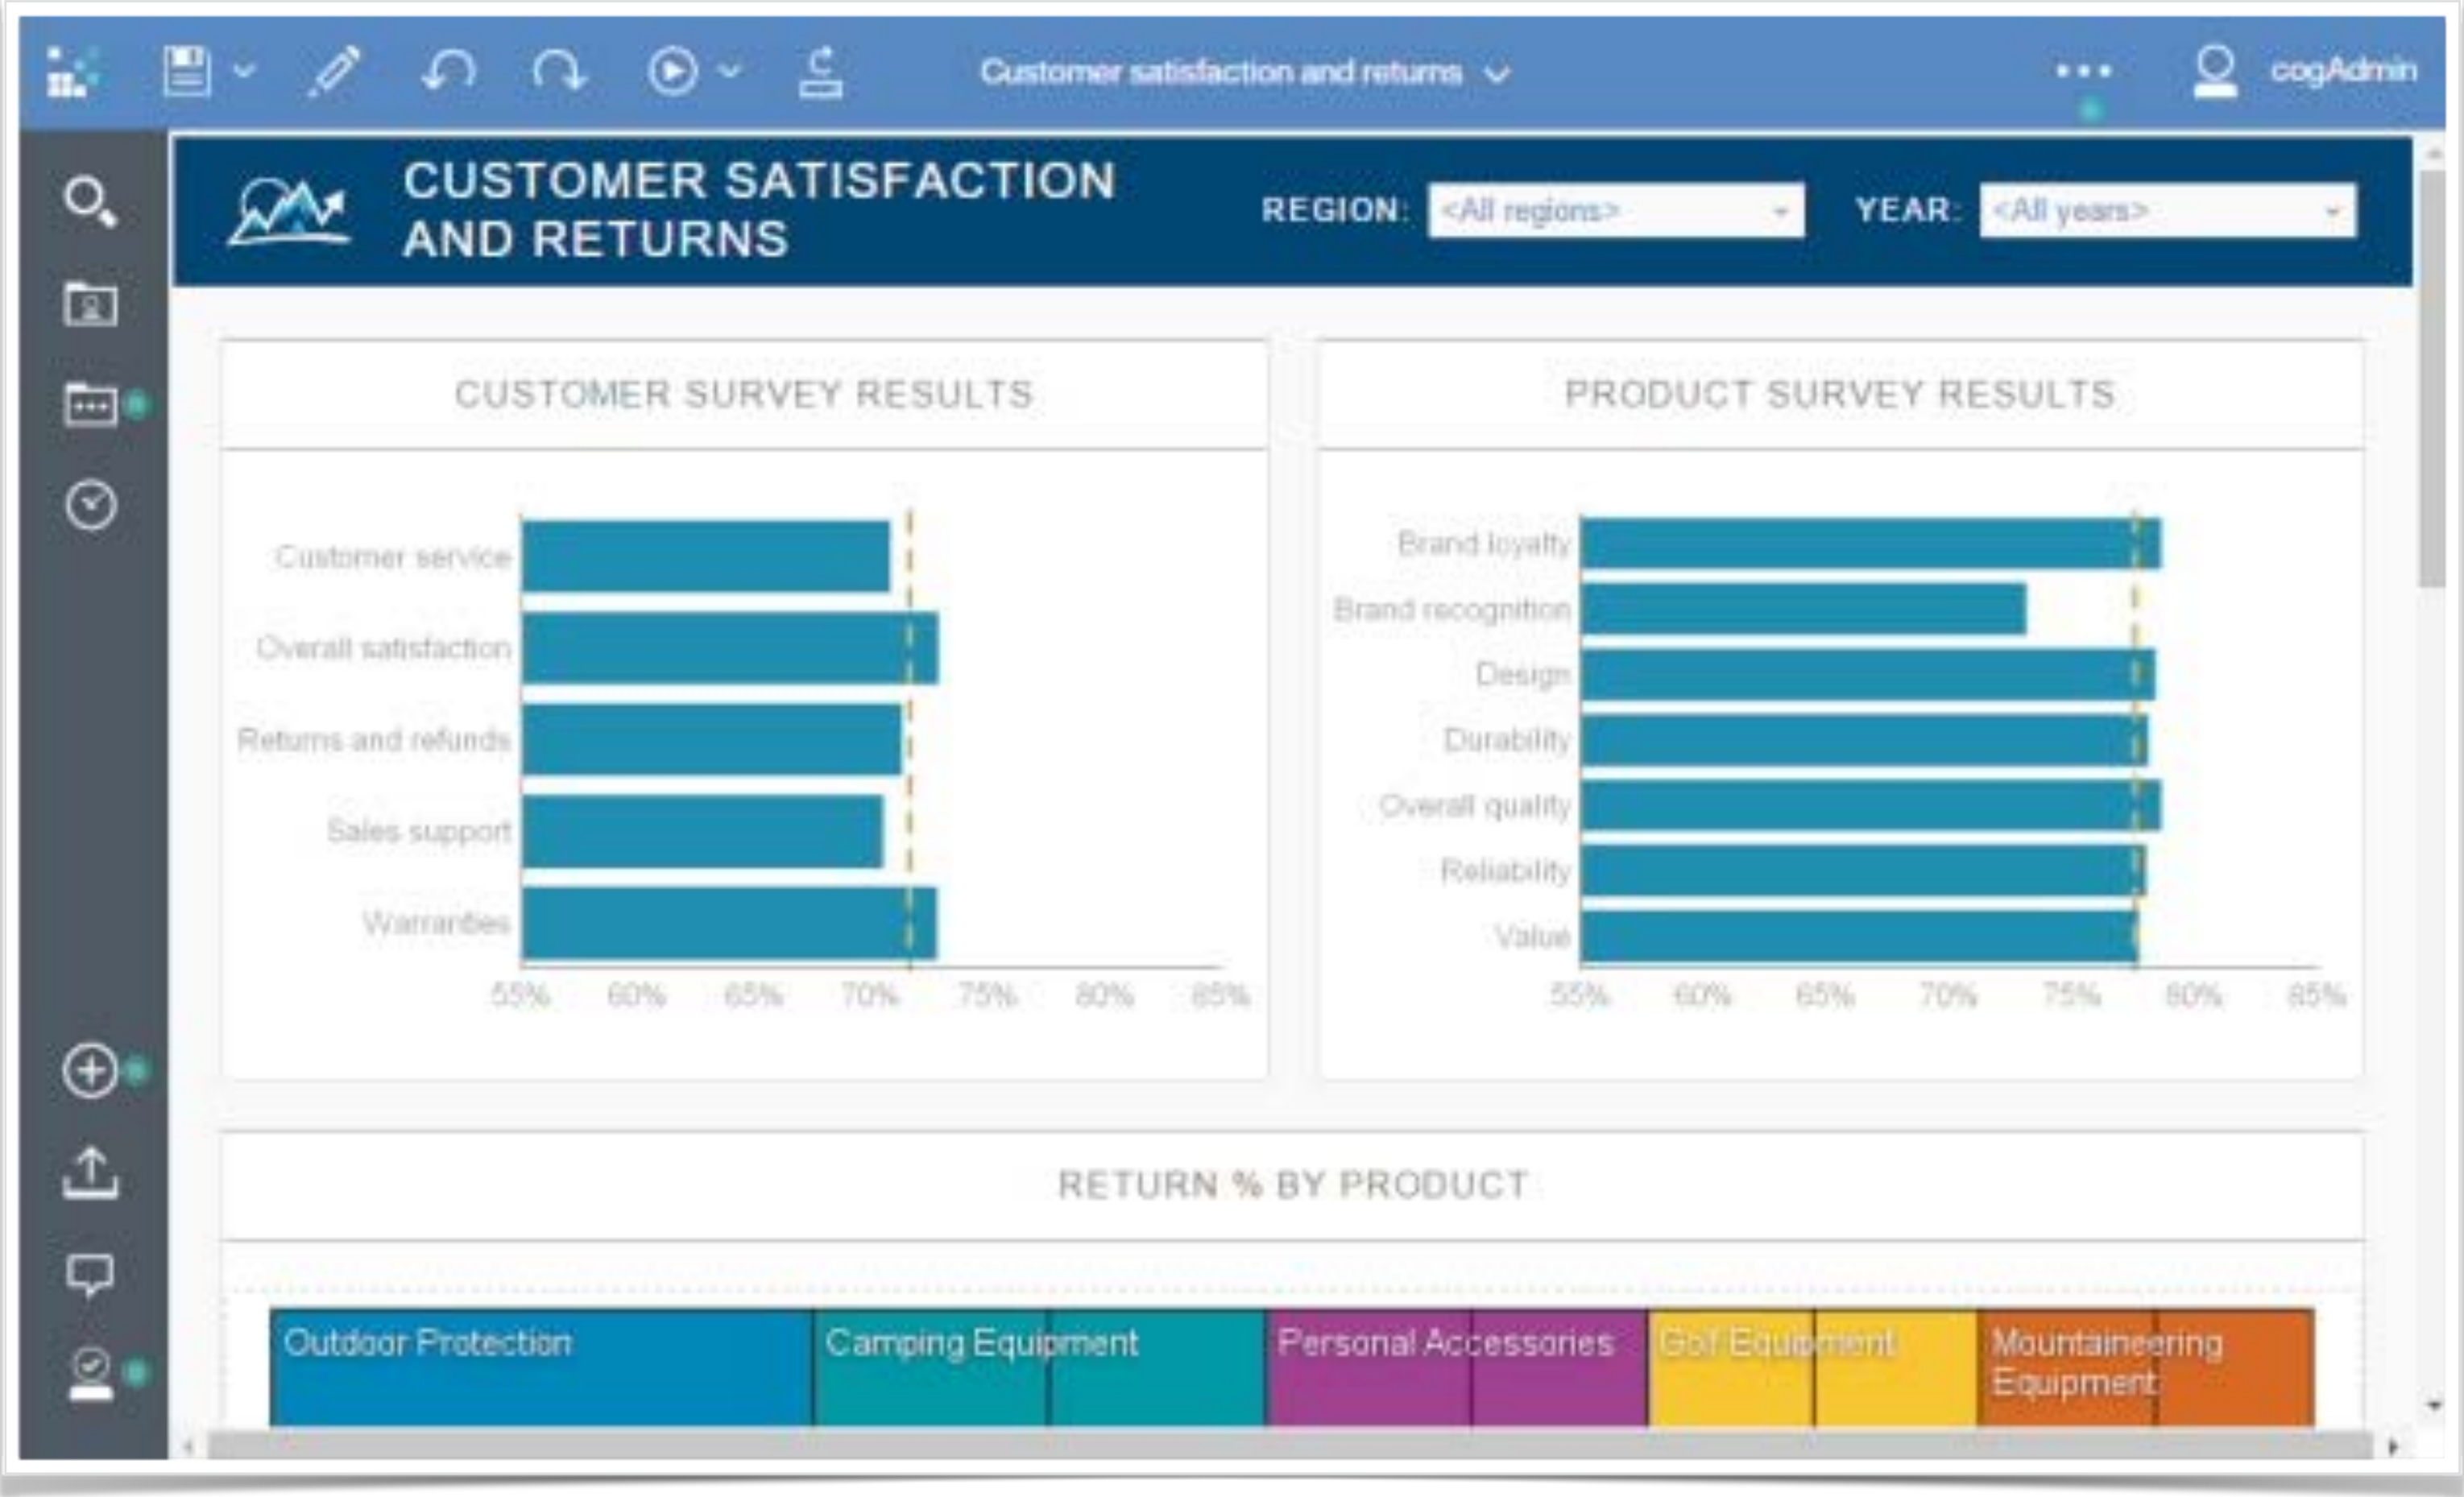 Customer satisfaction and returns
cogAdmin
CUSTOMER SATISFACTION
AND RETURNS
REGION: <All regions>
YEAR: <All years>
CUSTOMER SURVEY RESULTS
Customer service
Overall satisfaction
Returns and refunds
Sales support
Warranties
55% 60% 65% 70% 75% 80% 85%
PRODUCT SURVEY RESULTS
Brand loyalty
Brand recognition
Design
Durability
Overall quality
Reliability
Value
55% 60% 65% 70% 75% 80% 85%
RETURN % BY PRODUCT
Outdoor Protection
Camping Equipment
Personal Accessories
Golf Equipment
Mountaineering
Equipment